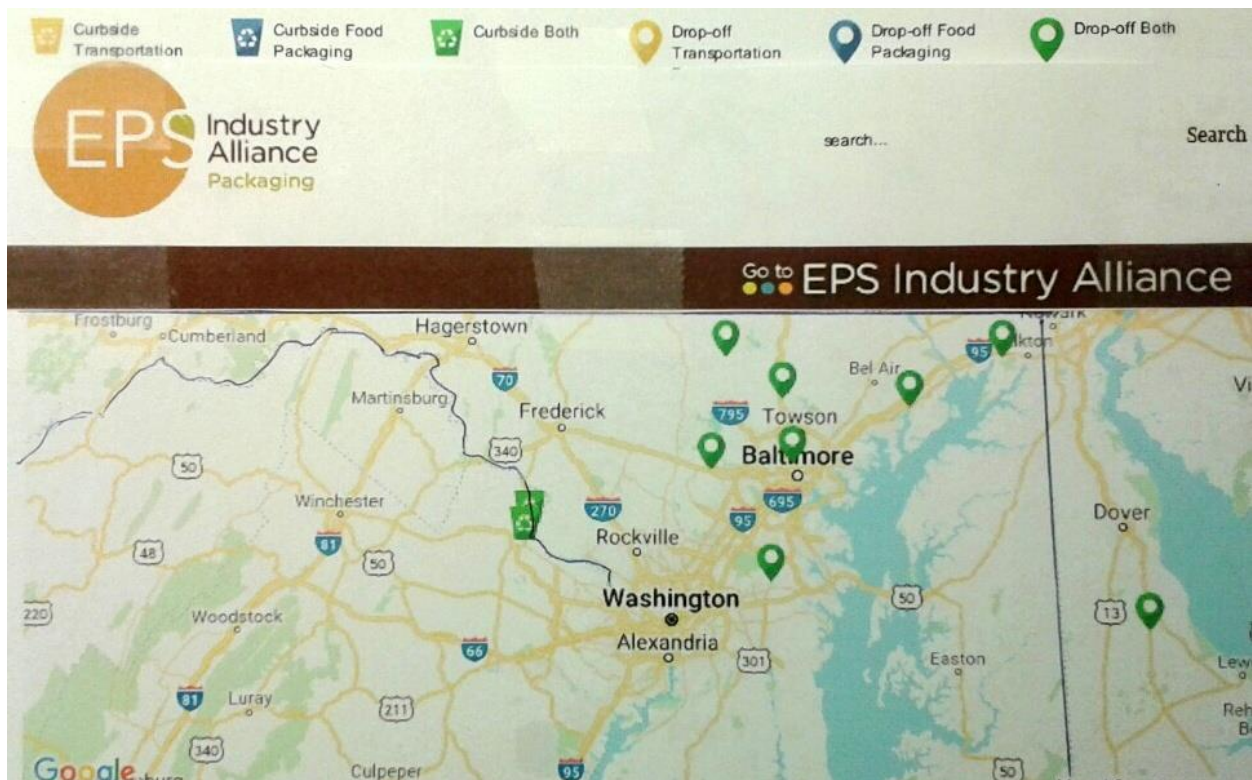 Curbside
Transportation
Curbside Food
Packaging
Curbside Both
Drop-off
Transportation
Drop-off Food
Packaging
Drop-off Both
EPS Industry
Alliance
Packaging
search...
Search
Go to EPS Industry Alliance
Frostburg
Cumberland
Hagerstown
95
Bel Air
70
Martinsburg
Frederick
795
Towson
340
50
Baltimore
Winchester
270
95
695
Dover
81
Rockville
48
50
Washington
50
220
13
Woodstock
Alexandria
66
301
Easton
81
Luray
211
340
Google
Culpeper
95
50